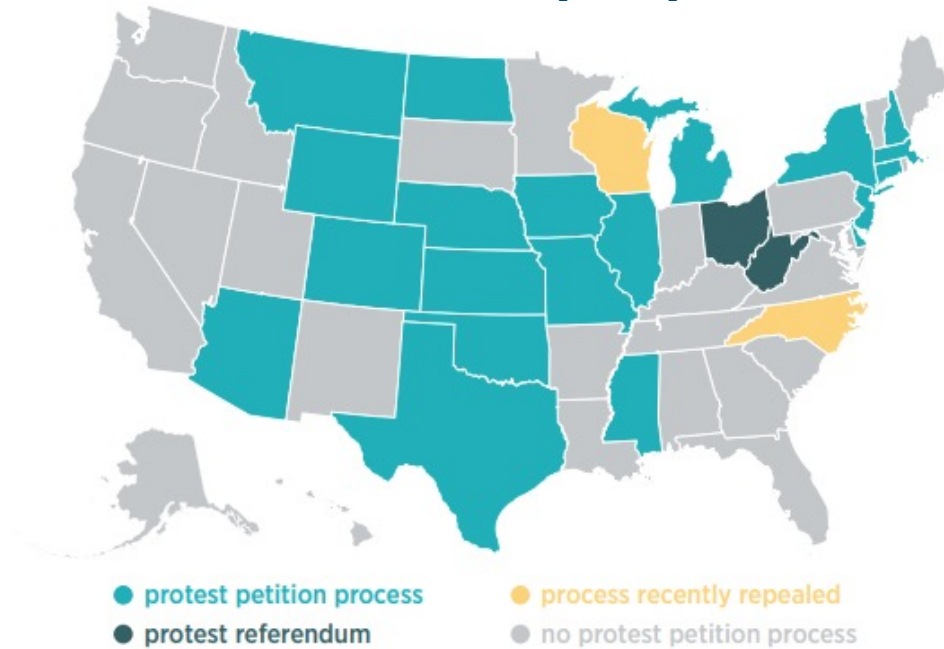 protest petition process
process recently repealed
protest referendum
no protest petition process